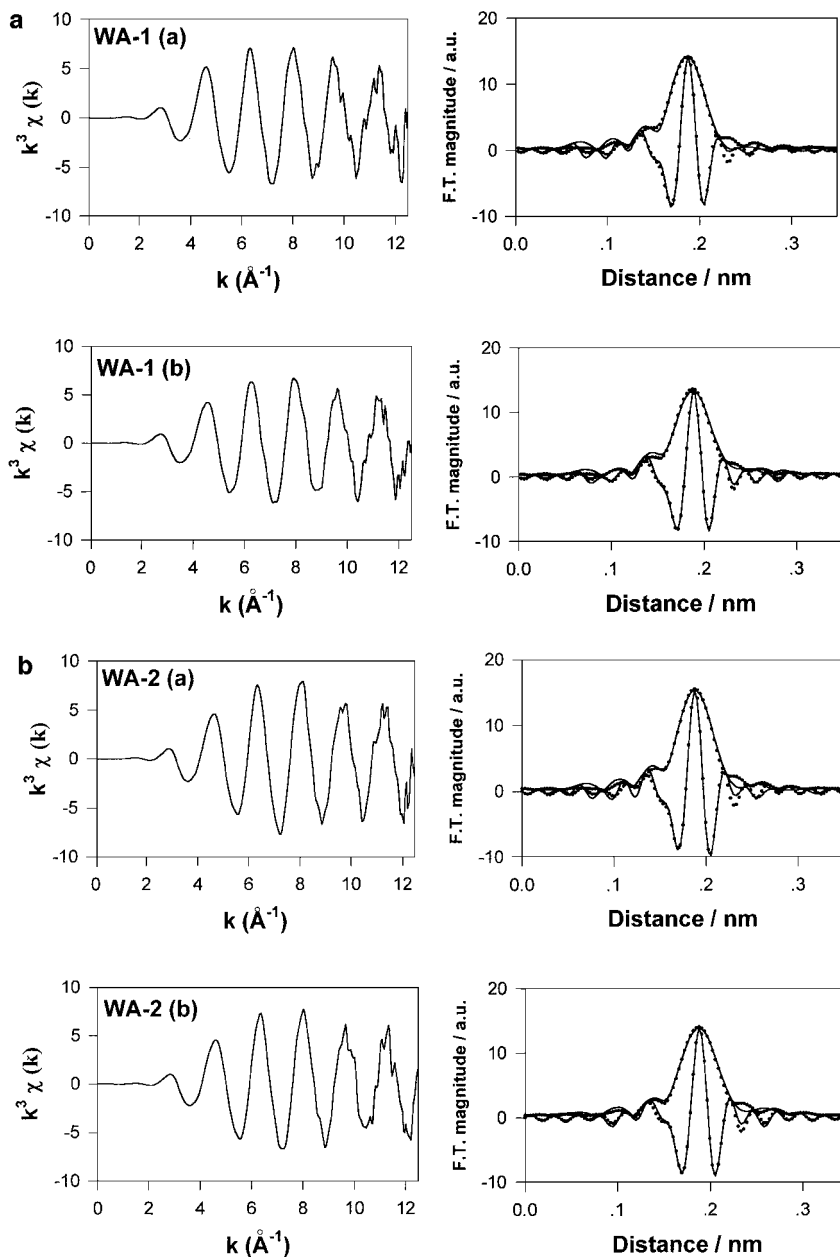 a
WA-1 (a)
10
5
0
-5
-10
k³ χ (k)
0 2 4 6 8 10 12
k (Å⁻¹)
20
10
0
-10
F.T. magnitude / a.u.
0.0 .1 .2 .3
Distance / nm
WA-1 (b)
10
5
0
-5
-10
k³ χ (k)
0 2 4 6 8 10 12
k (Å⁻¹)
20
10
0
-10
F.T. magnitude / a.u.
0.0 .1 .2 .3
Distance / nm
b
WA-2 (a)
10
5
0
-5
-10
k³ χ (k)
0 2 4 6 8 10 12
k (Å⁻¹)
20
10
0
-10
F.T. magnitude / a.u.
0.0 .1 .2 .3
Distance / nm
WA-2 (b)
10
5
0
-5
-10
k³ χ (k)
0 2 4 6 8 10 12
k (Å⁻¹)
20
10
0
-10
F.T. magnitude / a.u.
0.0 .1 .2 .3
Distance / nm